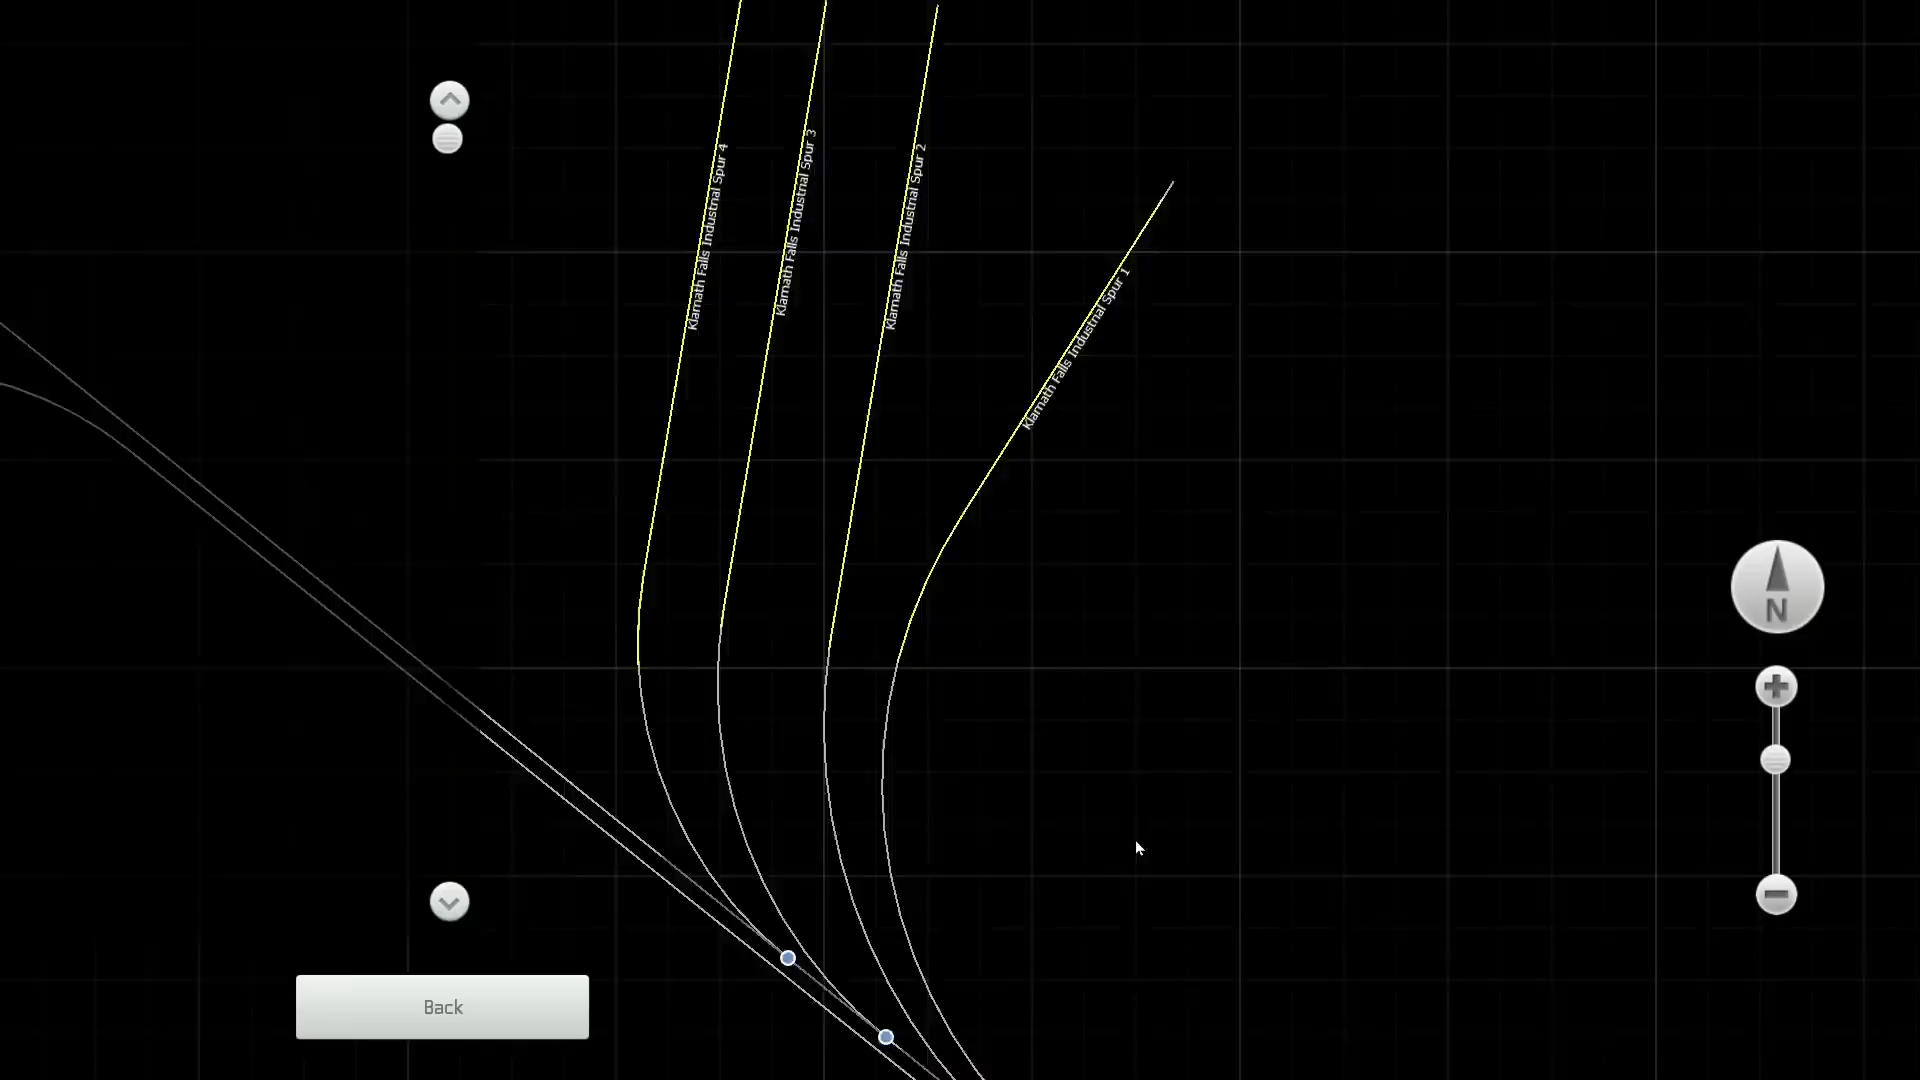 Klamath Falls Industrial Spur 4
Klamath Falls Industrial Spur 3
Klamath Falls Industrial Spur 2
Klamath Falls Industrial Spur 1
N
Back